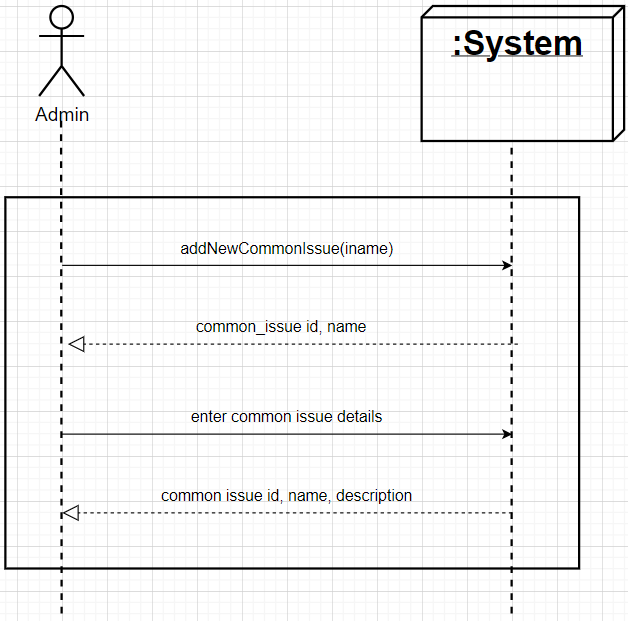 :System
Admin
addNewCommonIssue(iname)
common_issue id, name
enter common issue details
common issue id, name, description